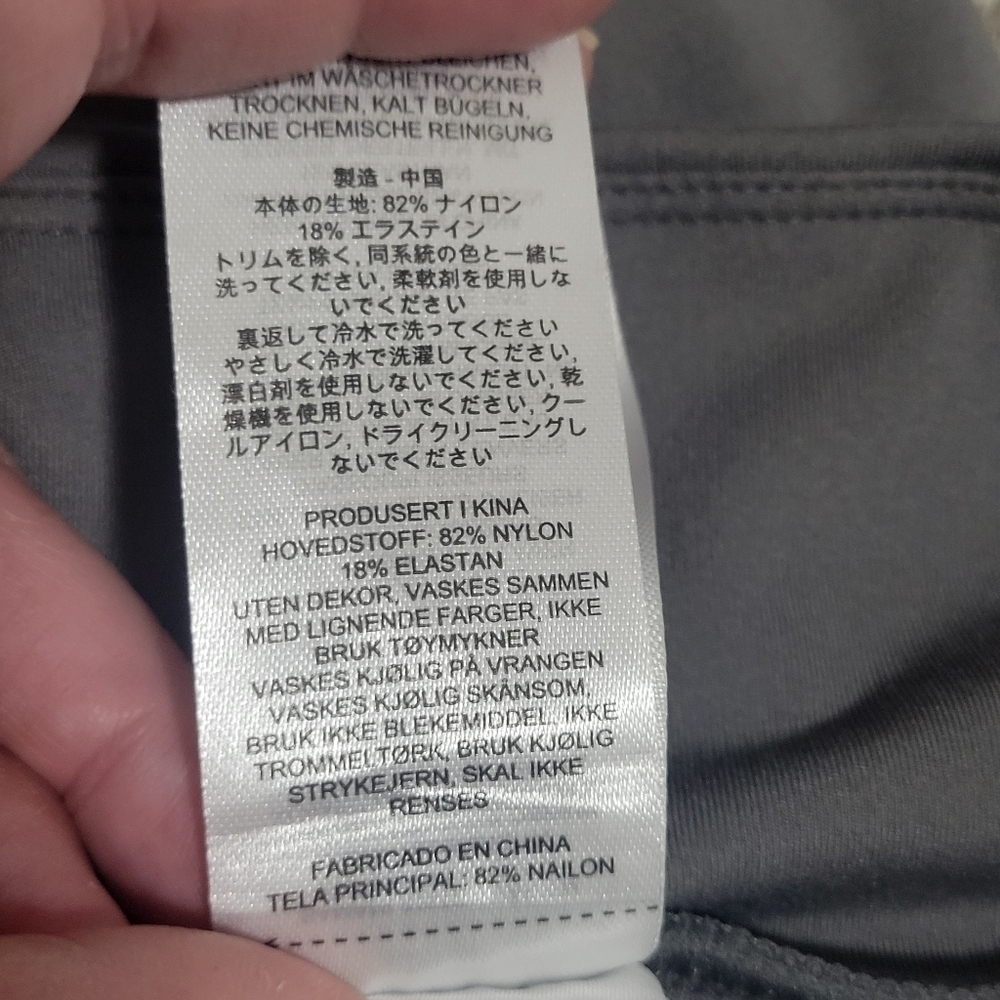 BLEICHEN,
IM WÄSCHETROCKNER
TROCKNEN, KALT BÜGELN,
KEINE CHEMISCHE REINIGUNG
製造 - 中国
本体の生地: 82% ナイロン
18% エラステイン
トリムを除く, 同系統の色と一緒に
洗ってください, 柔軟剤を使用しな
いでください
裏返して冷水で洗ってください
やさしく冷水で洗濯してください,
漂白剤を使用しないでください, 乾
燥機を使用しないでください, クー
ルアイロン, ドライクリーニングし
ないでください
PRODUSERT I KINA
HOVEDSTOFF: 82% NYLON
18% ELASTAN
UTEN DEKOR, VASKES SAMMEN
MED LIGNENDE FARGER, IKKE
BRUK TØYMYKNER
VASKES KJØLIG PÅ VRANGEN
VASKES KJØLIG SKÅNSOM,
BRUK IKKE BLEKEMIDDEL, IKKE
TROMMELTØRK, BRUK KJØLIG
STRYKEJERN, SKAL IKKE
RENSES
FABRICADO EN CHINA
TELA PRINCIPAL: 82% NAILON